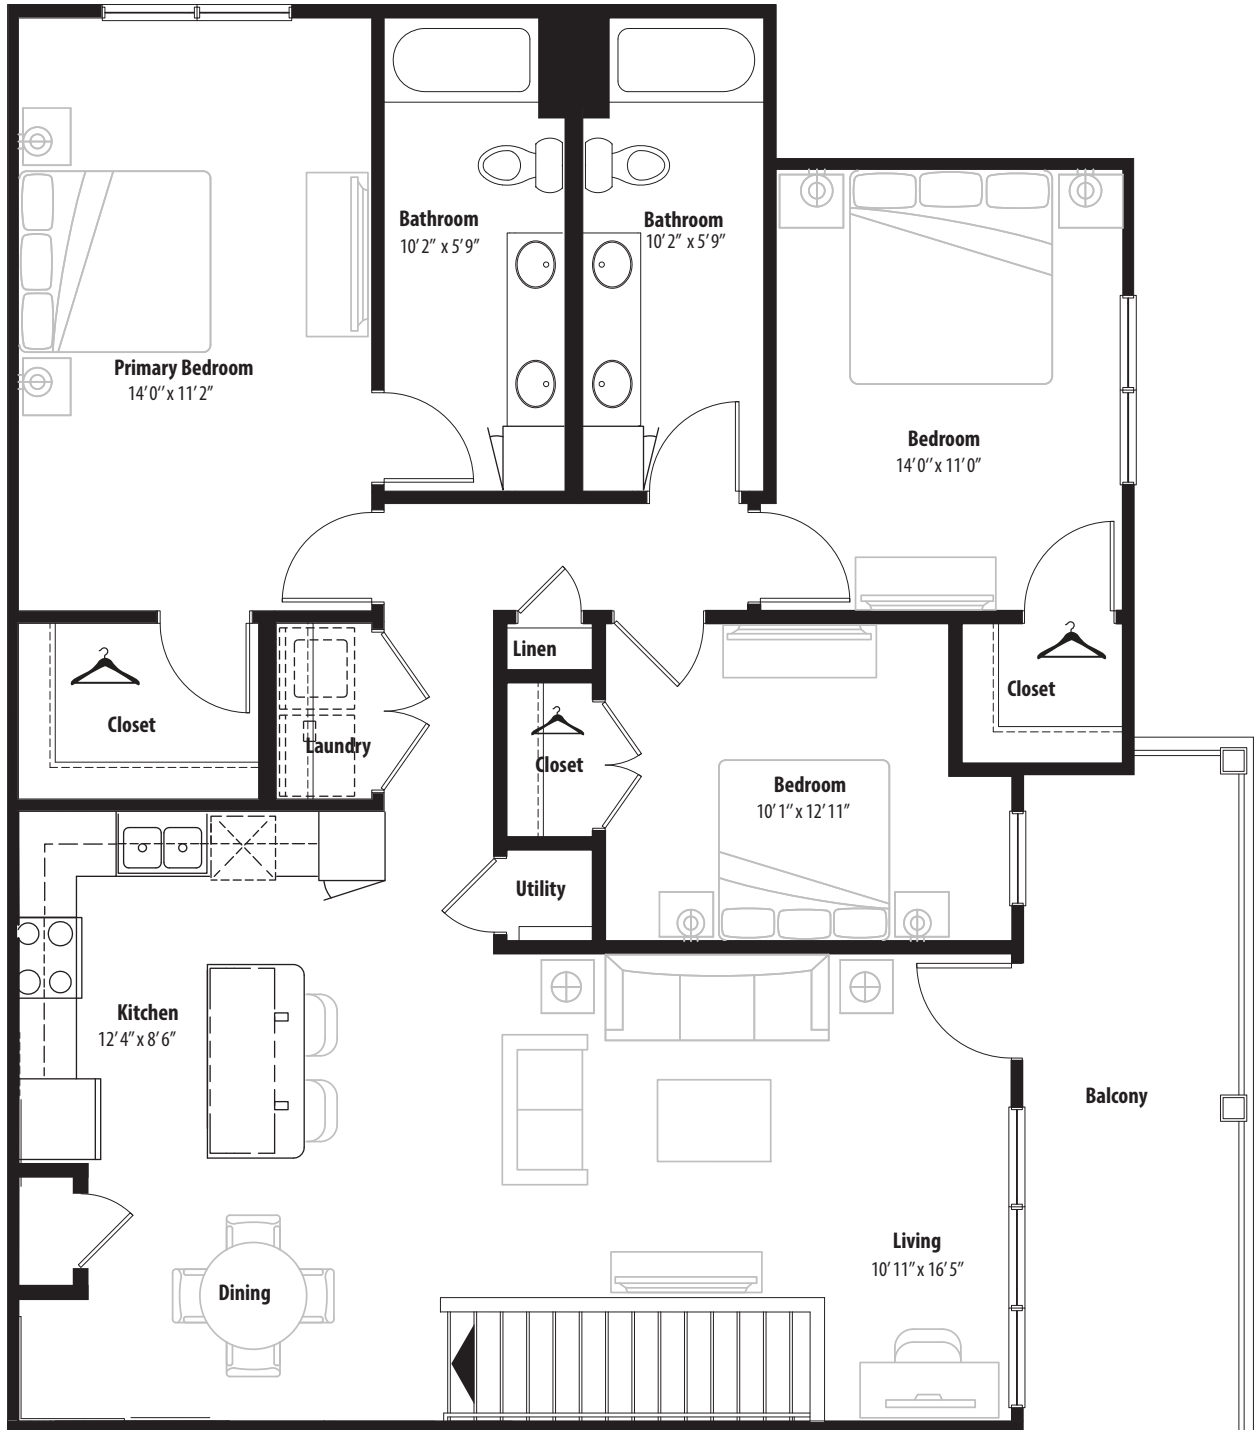 Bathroom
10'2" x 5'9"
Bathroom
10'2" x 5'9"
Primary Bedroom
14'0" x 11'2"
Bedroom
14'0" x 11'0"
Linen
Closet
Closet
Laundry
Closet
Bedroom
10'1" x 12'11"
Utility
Kitchen
12'4" x 8'6"
Balcony
Living
10'11" x 16'5"
Dining